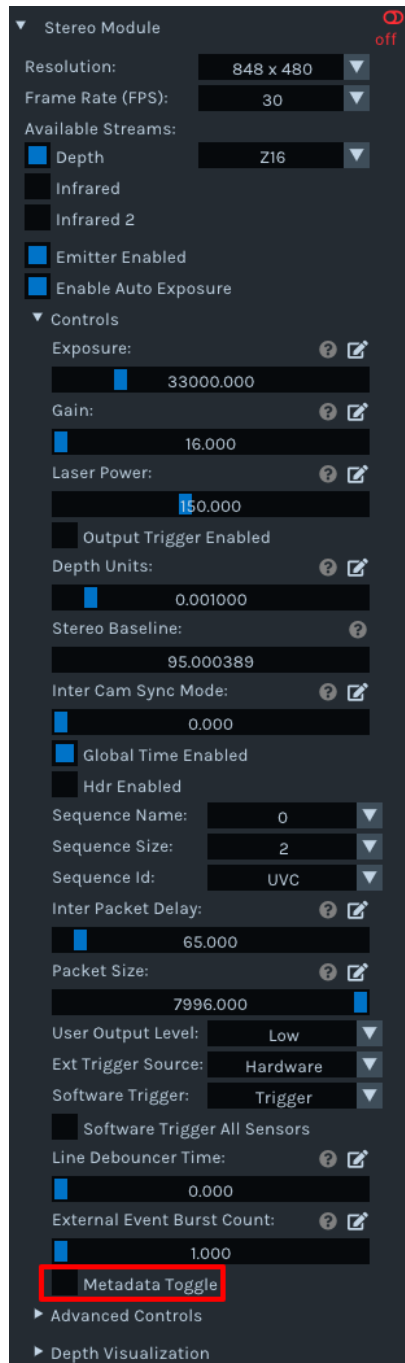 Stereo Module
off
Resolution: 848 x 480
Frame Rate (FPS): 30
Available Streams:
Depth Z16
Infrared
Infrared 2
Emitter Enabled
Enable Auto Exposure
Controls
Exposure:
33000.000
Gain:
16.000
Laser Power:
150.000
Output Trigger Enabled
Depth Units:
0.001000
Stereo Baseline:
95.000389
Inter Cam Sync Mode:
0.000
Global Time Enabled
Hdr Enabled
Sequence Name: 0
Sequence Size: 2
Sequence Id: UVC
Inter Packet Delay:
65.000
Packet Size:
7996.000
User Output Level: Low
Ext Trigger Source: Hardware
Software Trigger: Trigger
Software Trigger All Sensors
Line Debouncer Time:
0.000
External Event Burst Count:
1.000
Metadata Toggle
Advanced Controls
Depth Visualization